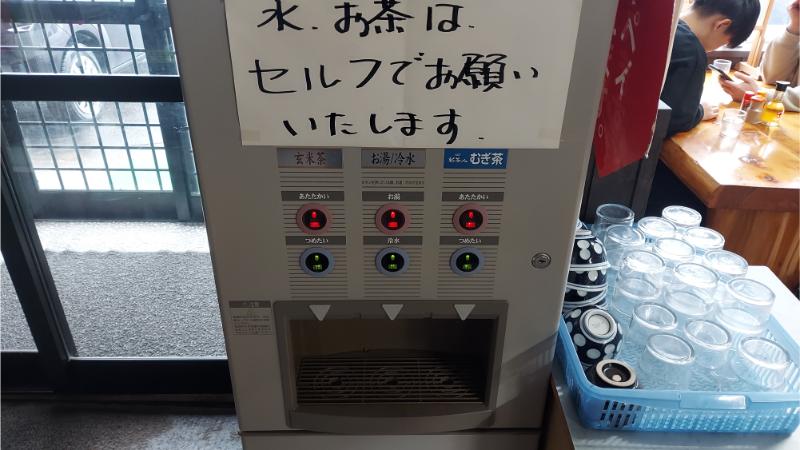 水、お茶は、
セルフでお願い
いたします。
玄米茶 お湯/冷水 むぎ茶
あたたかい お湯 あたたかい
つめたい 冷水 つめたい